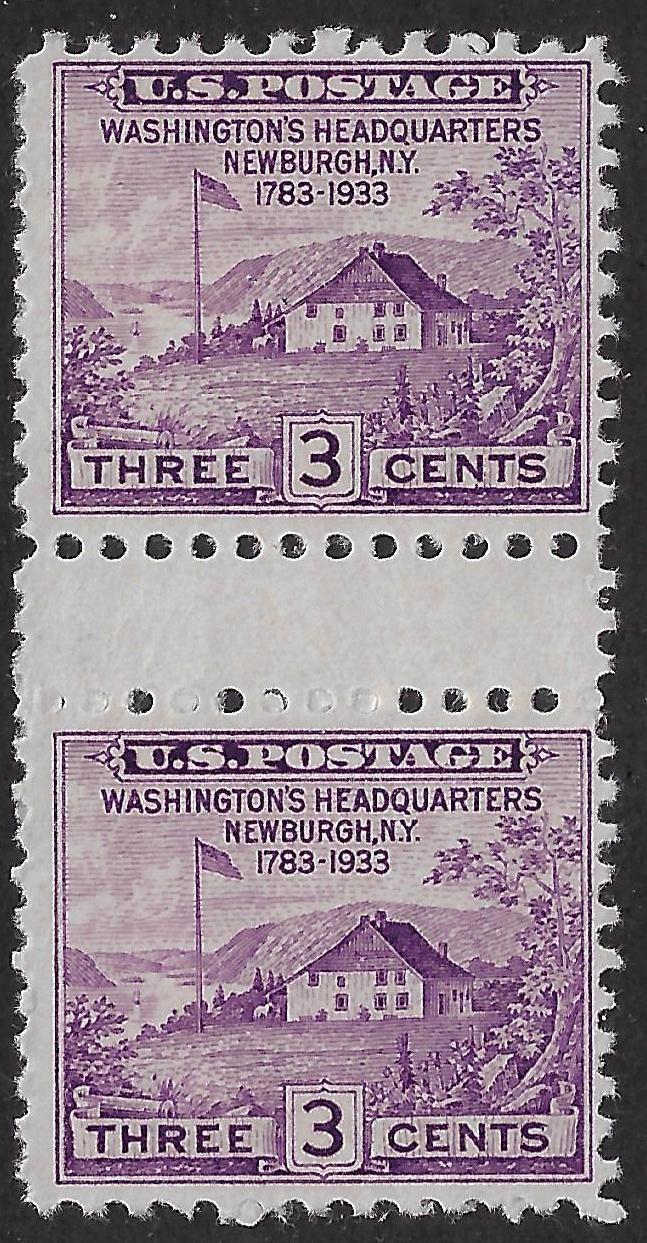 U.S. POSTAGE
WASHINGTON'S HEADQUARTERS
NEWBURGH, N.Y.
1783-1933
THREE 3 CENTS
U.S. POSTAGE
WASHINGTON'S HEADQUARTERS
NEWBURGH, N.Y.
1783-1933
THREE 3 CENTS